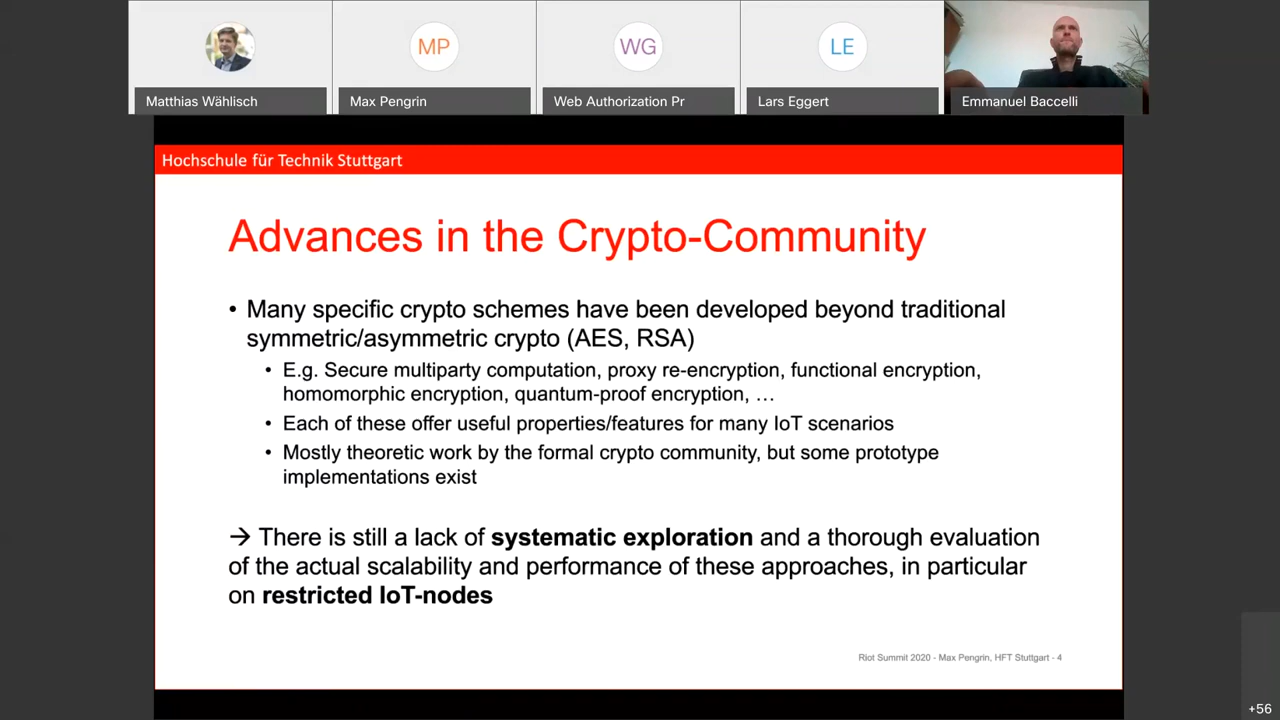 MP
WG
LE
Matthias Wählisch
Max Pengrin
Web Authorization Pr
Lars Eggert
Emmanuel Baccelli
Hochschule für Technik Stuttgart
Advances in the Crypto-Community
• Many specific crypto schemes have been developed beyond traditional
symmetric/asymmetric crypto (AES, RSA)
• E.g. Secure multiparty computation, proxy re-encryption, functional encryption,
homomorphic encryption, quantum-proof encryption, …
• Each of these offer useful properties/features for many IoT scenarios
• Mostly theoretic work by the formal crypto community, but some prototype
implementations exist
→ There is still a lack of systematic exploration and a thorough evaluation
of the actual scalability and performance of these approaches, in particular
on restricted IoT-nodes
Riot Summit 2020 - Max Pengrin, HFT Stuttgart - 4
+56